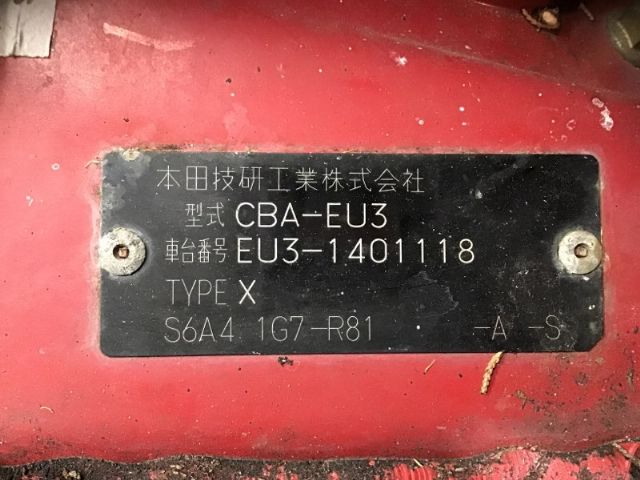 本田技研工業株式会社
型式 CBA-EU3
車台番号 EU3-1401118
TYPE X
S6A4 1G7-R81 -A -S